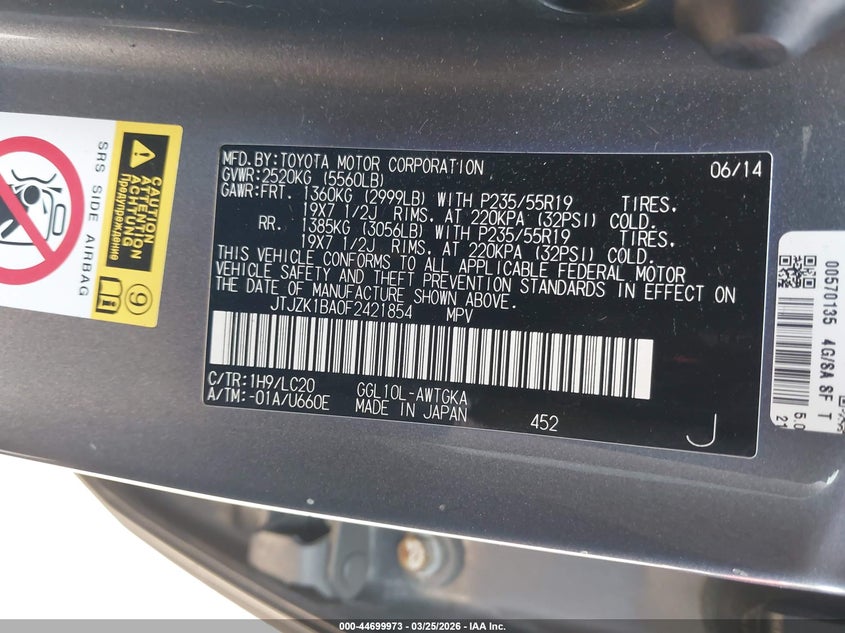 MFD.BY:TOYOTA MOTOR CORPORATION 06/14
GVWR:2520KG (5560LB)
GAWR:FRT. 1360KG (2999LB) WITH P235/55R19 TIRES.
19X7 1/2J RIMS. AT 220KPA (32PSI) COLD.
RR. 1385KG (3056LB) WITH P235/55R19 TIRES.
19X7 1/2J RIMS. AT 220KPA (32PSI) COLD.
THIS VEHICLE CONFORMS TO ALL APPLICABLE FEDERAL MOTOR
VEHICLE SAFETY AND THEFT PREVENTION STANDARDS IN EFFECT ON
THE DATE OF MANUFACTURE SHOWN ABOVE.
JTJZK1BA0F2421854 MPV
C/TR:1H9/LC20 GGL10L-AWTGKA
A/TM:-01A/U660E MADE IN JAPAN 452
J
SRS SIDE AIRBAG
CAUTION
ATTENTION
Предупреждение
9
00570135 4G/8A SF T
000-44699973 - 03/25/2026 - IAA Inc.